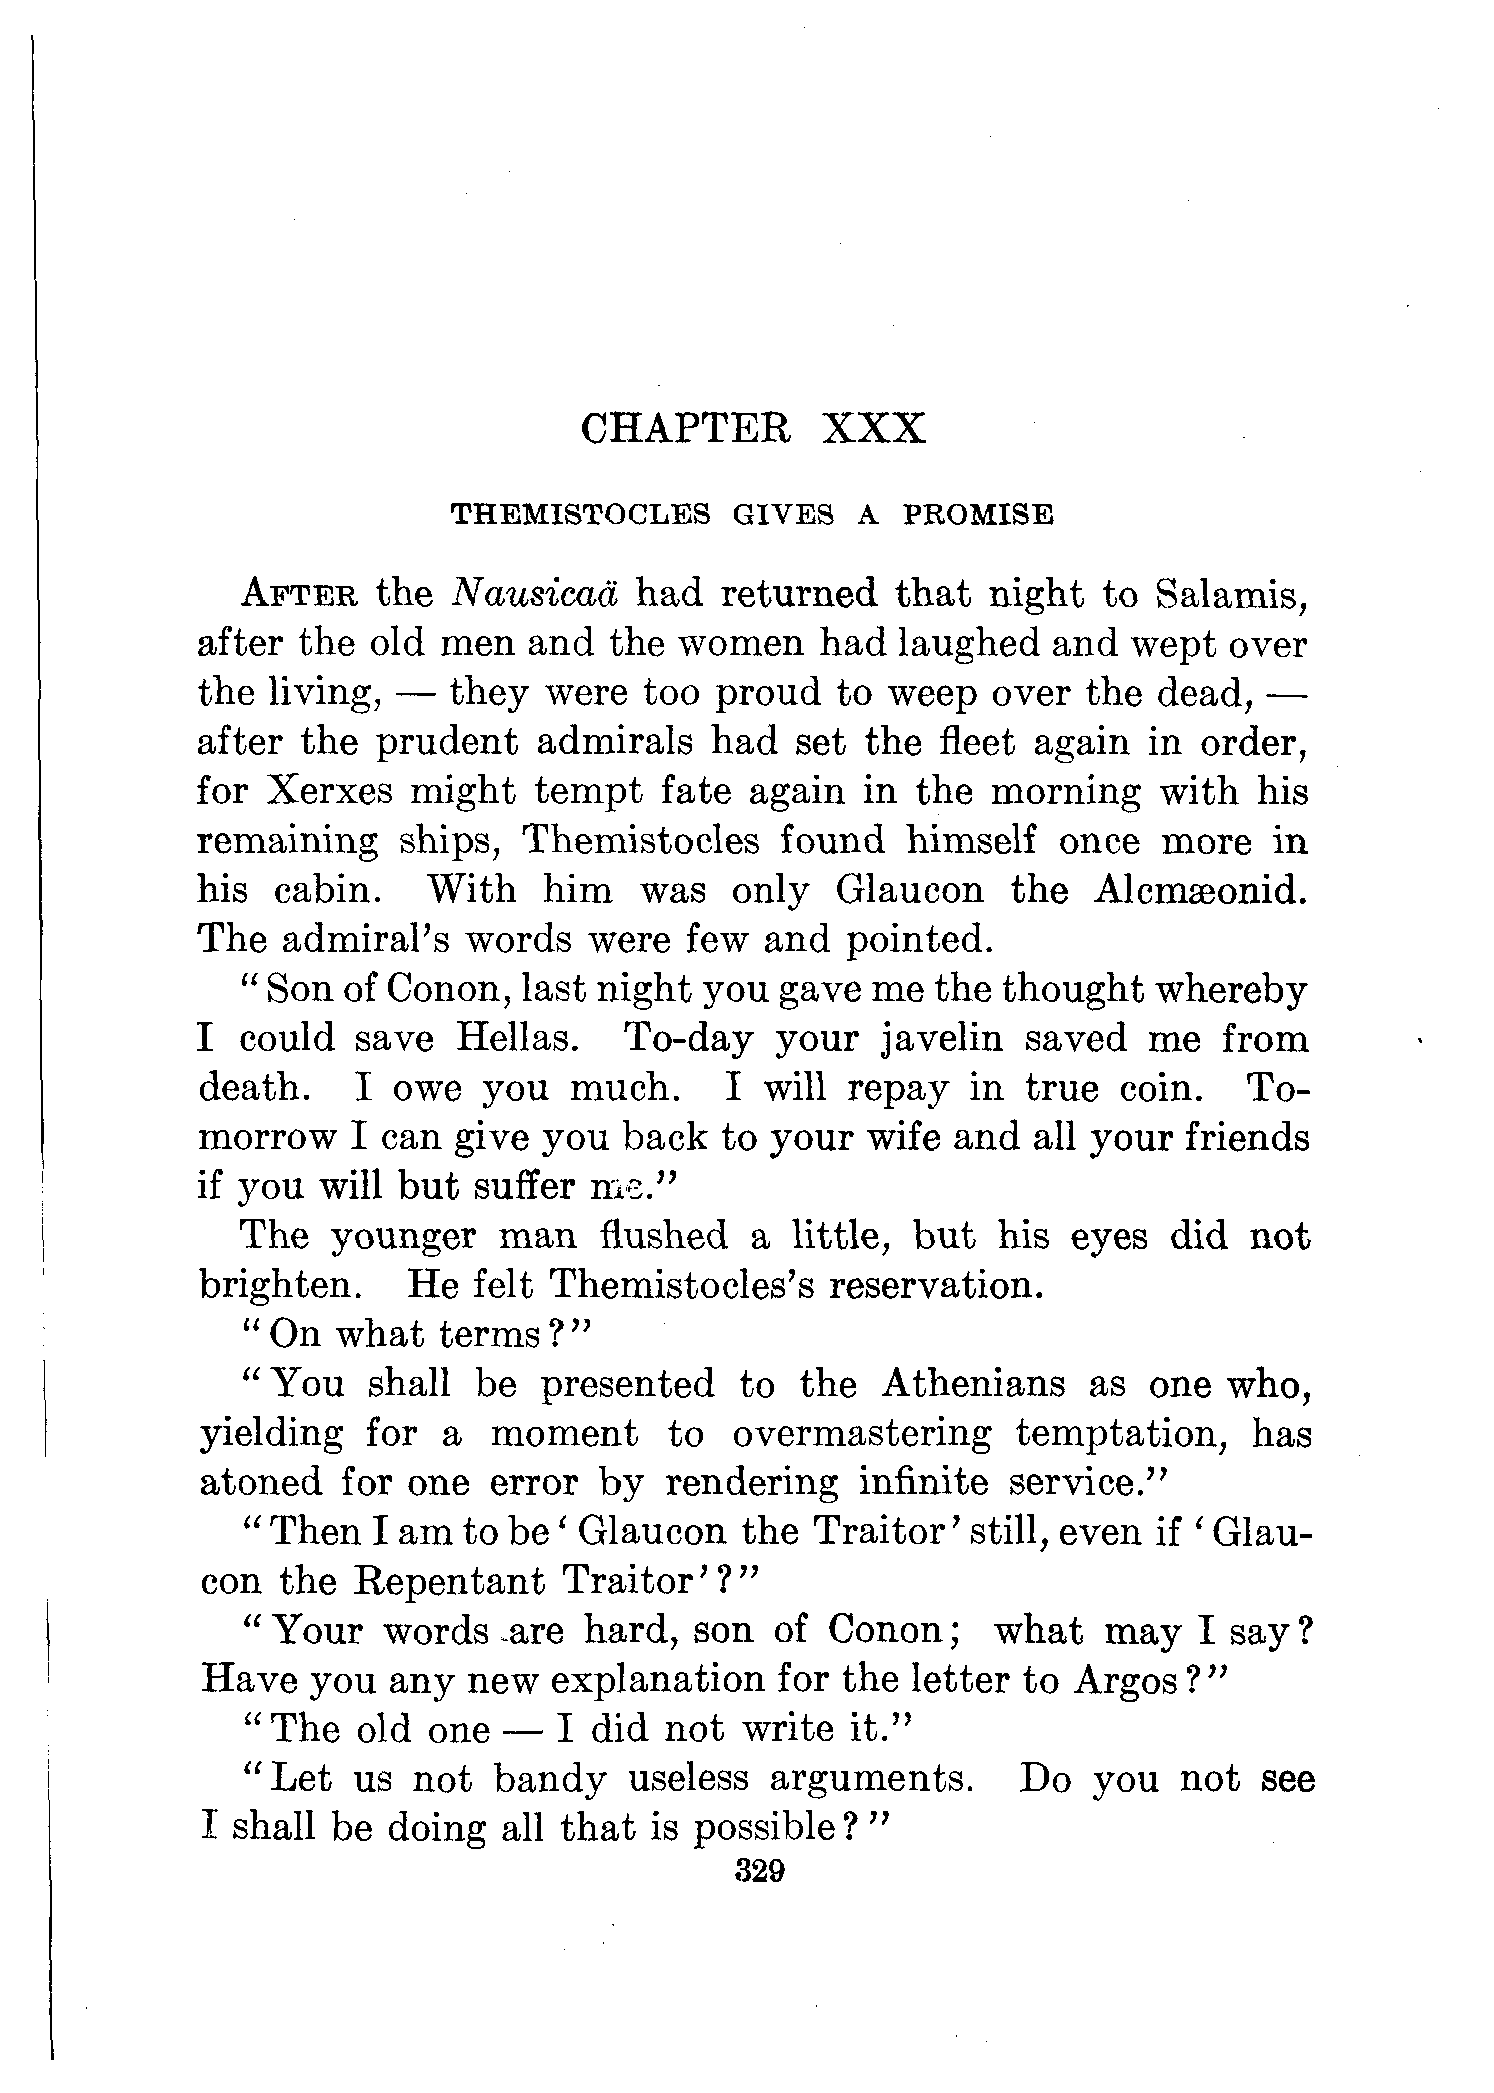 CHAPTER XXX
THEMISTOCLES GIVES A PROMISE
AFTER the Nausicaä had returned that night to Salamis,
after the old men and the women had laughed and wept over
the living, — they were too proud to weep over the dead, —
after the prudent admirals had set the fleet again in order,
for Xerxes might tempt fate again in the morning with his
remaining ships, Themistocles found himself once more in
his cabin. With him was only Glaucon the Alcmæonid.
The admiral's words were few and pointed.
"Son of Conon, last night you gave me the thought whereby
I could save Hellas. To-day your javelin saved me from
death. I owe you much. I will repay in true coin. To-
morrow I can give you back to your wife and all your friends
if you will but suffer me."
The younger man flushed a little, but his eyes did not
brighten. He felt Themistocles's reservation.
"On what terms?"
"You shall be presented to the Athenians as one who,
yielding for a moment to overmastering temptation, has
atoned for one error by rendering infinite service."
"Then I am to be 'Glaucon the Traitor' still, even if 'Glau-
con the Repentant Traitor'?"
"Your words are hard, son of Conon; what may I say?
Have you any new explanation for the letter to Argos?"
"The old one — I did not write it."
"Let us not bandy useless arguments. Do you not see
I shall be doing all that is possible?"
329